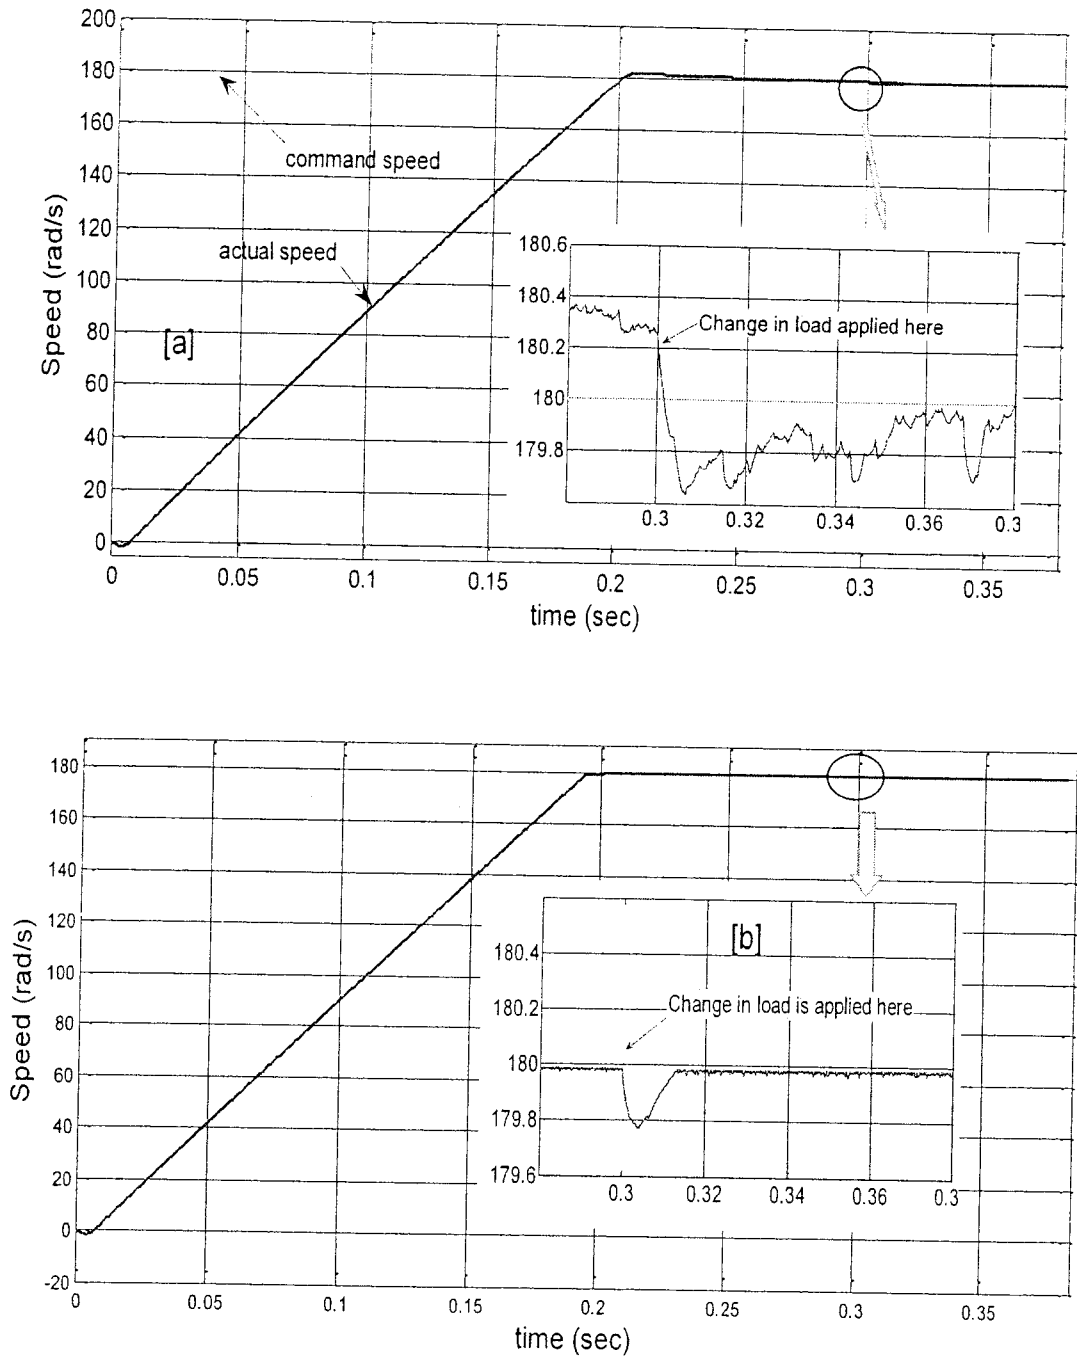 200
180
160
140
120
100
80
60
40
20
0
Speed (rad/s)
command speed
actual speed
[a]
180.6
180.4
180.2
180
179.8
Change in load applied here
0.3 0.32 0.34 0.36 0.3
0 0.05 0.1 0.15 0.2 0.25 0.3 0.35
time (sec)
180
160
140
120
100
80
60
40
20
0
-20
Speed (rad/s)
[b]
180.4
180.2
180
179.8
179.6
Change in load is applied here
0.3 0.32 0.34 0.36 0.3
0 0.05 0.1 0.15 0.2 0.25 0.3 0.35
time (sec)